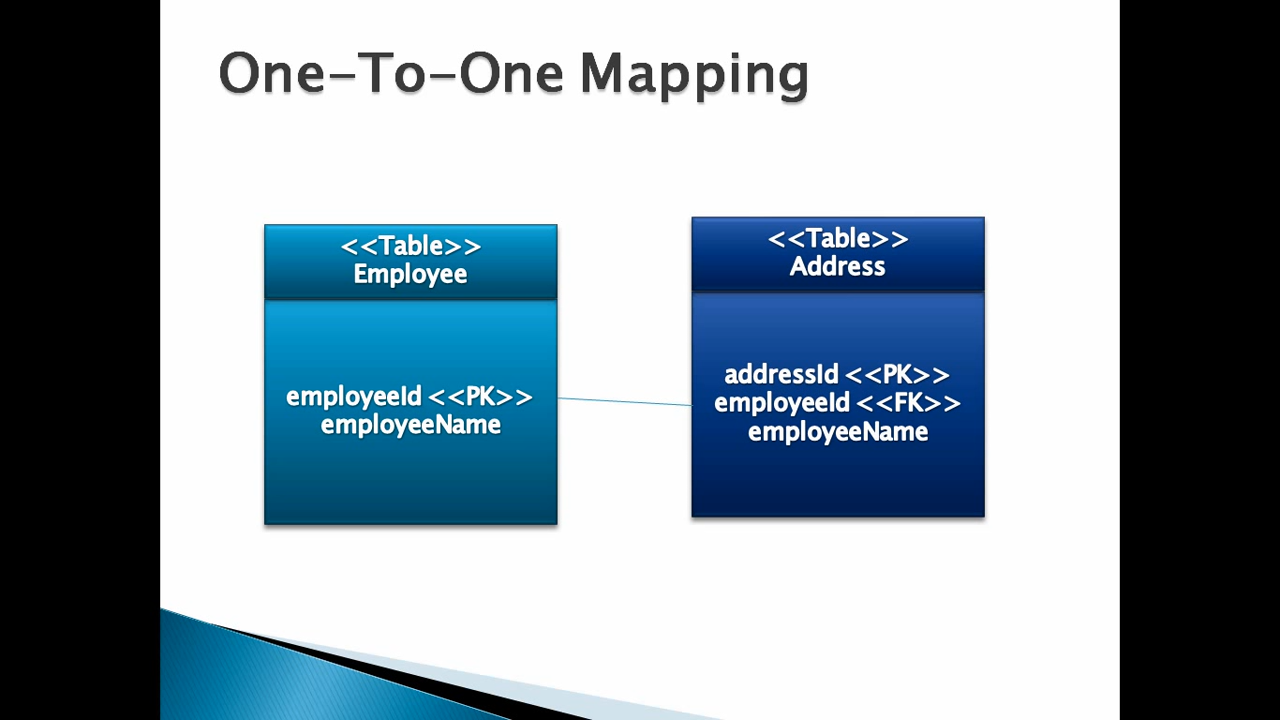 One-To-One Mapping
<<Table>>
Employee
employeeId <<PK>>
employeeName
<<Table>>
Address
addressId <<PK>>
employeeId <<FK>>
employeeName